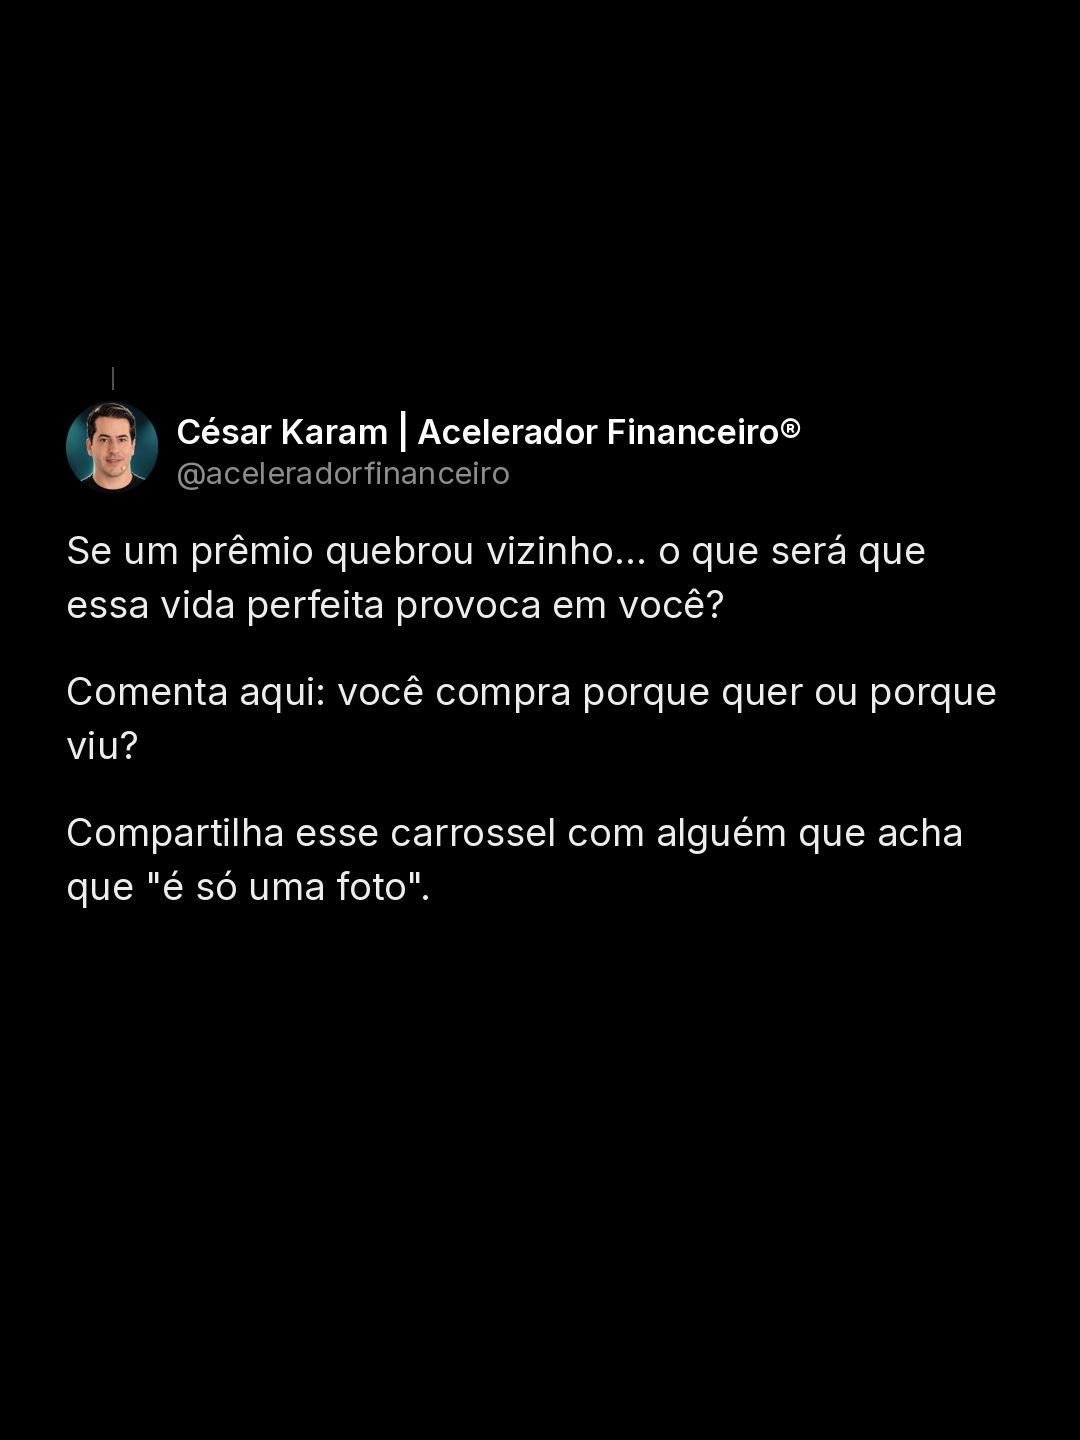 César Karam | Acelerador Financeiro®
@aceleradorfinanceiro
Se um prêmio quebrou vizinho... o que será que
essa vida perfeita provoca em você?
Comenta aqui: você compra porque quer ou porque
viu?
Compartilha esse carrossel com alguém que acha
que "é só uma foto".